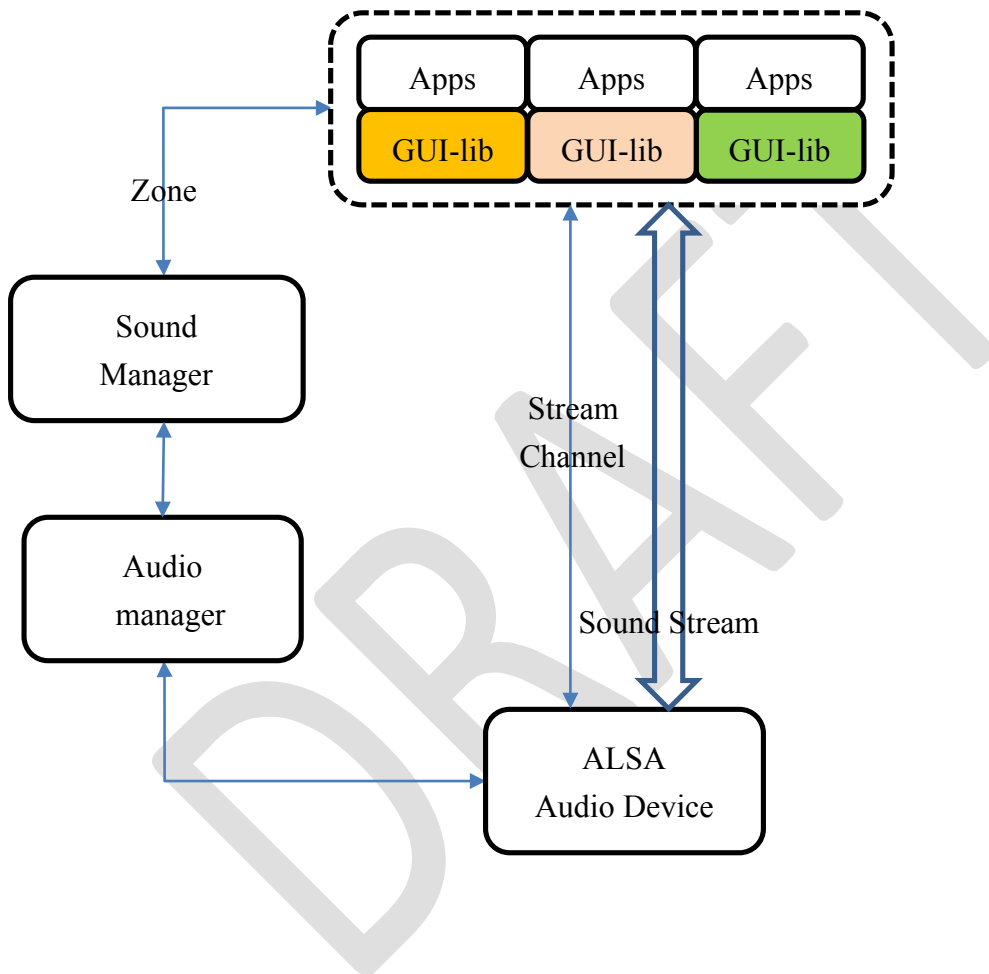 Apps Apps Apps
GUI-lib GUI-lib GUI-lib
Zone
Sound
Manager
Stream
Channel
Audio
manager
Sound Stream
ALSA
Audio Device
DRAFT